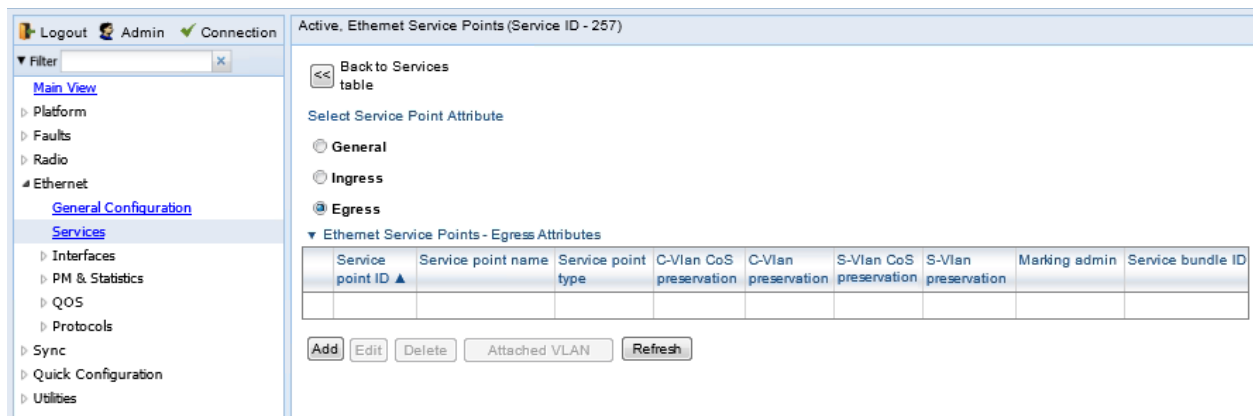 Logout Admin Connection
▼ Filter
Main View
Platform
Faults
Radio
Ethernet
General Configuration
Services
Interfaces
PM & Statistics
QOS
Protocols
Sync
Quick Configuration
Utilities
Active, Ethernet Service Points (Service ID - 257)
<< Back to Services
table
Select Service Point Attribute
General
Ingress
Egress
▼ Ethernet Service Points - Egress Attributes
Service point ID ▲ Service point name Service point type C-Vlan CoS preservation C-Vlan preservation S-Vlan CoS preservation S-Vlan preservation Marking admin Service bundle ID
Add Edit Delete Attached VLAN Refresh